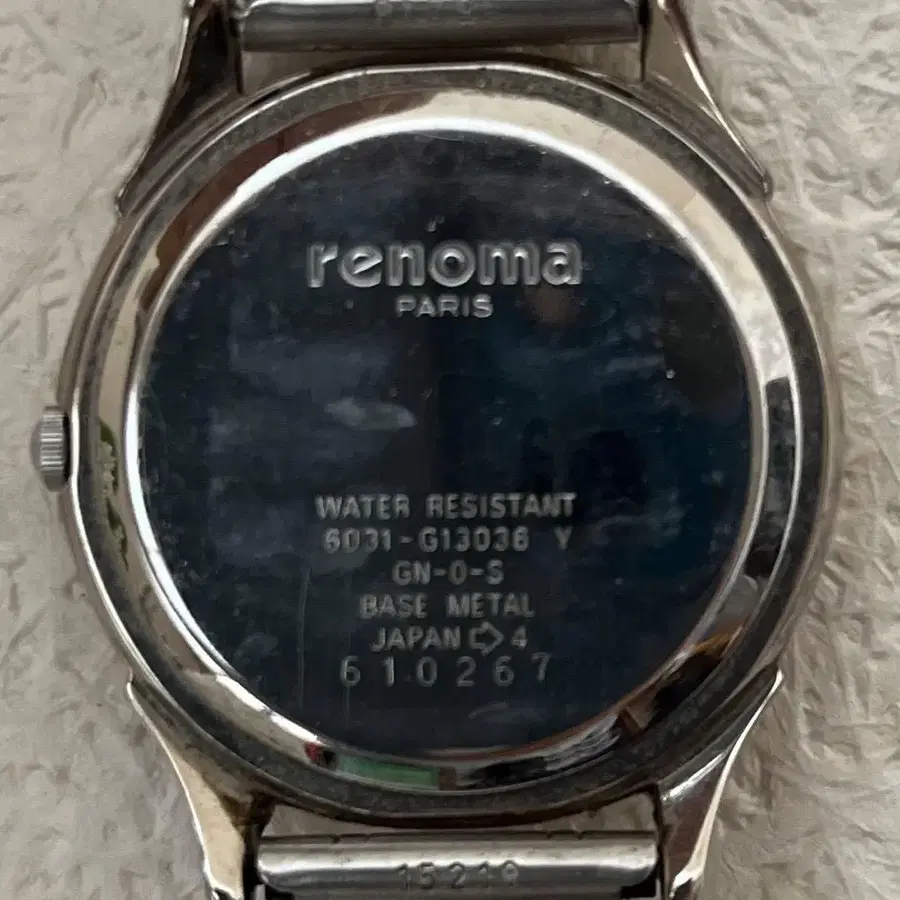 renoma
PARIS
WATER RESISTANT
6031-G13036 Y
GN-0-S
BASE METAL
JAPAN ⇨ 4
610267
15219